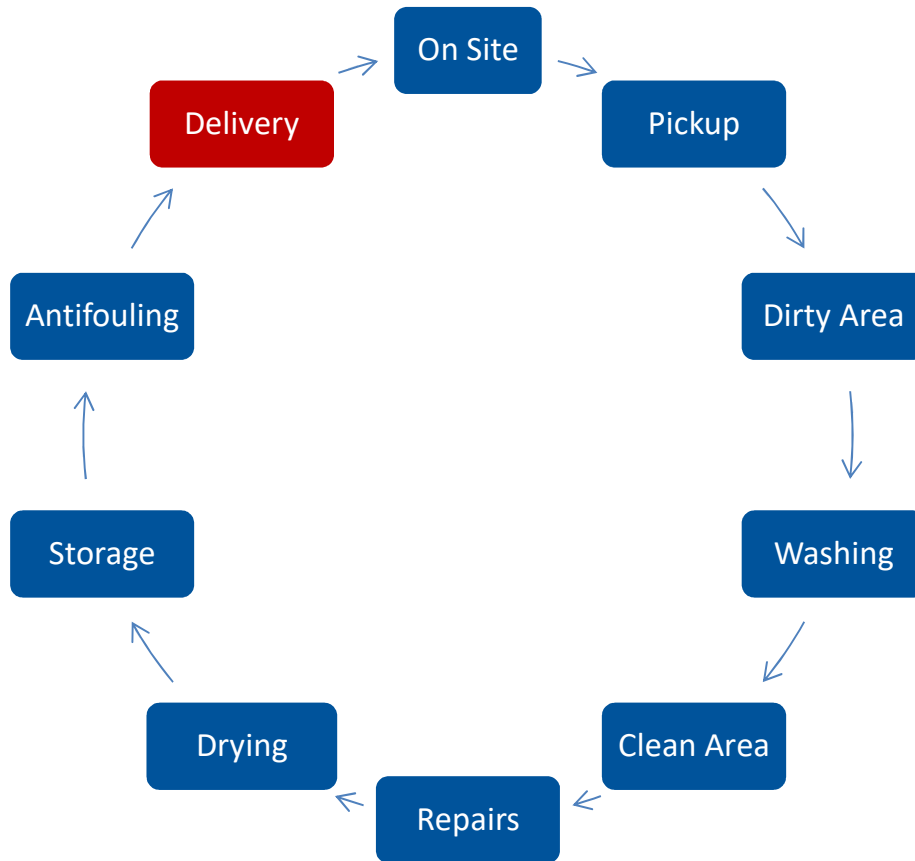 On Site
Pickup
Dirty Area
Washing
Clean Area
Repairs
Drying
Storage
Antifouling
Delivery